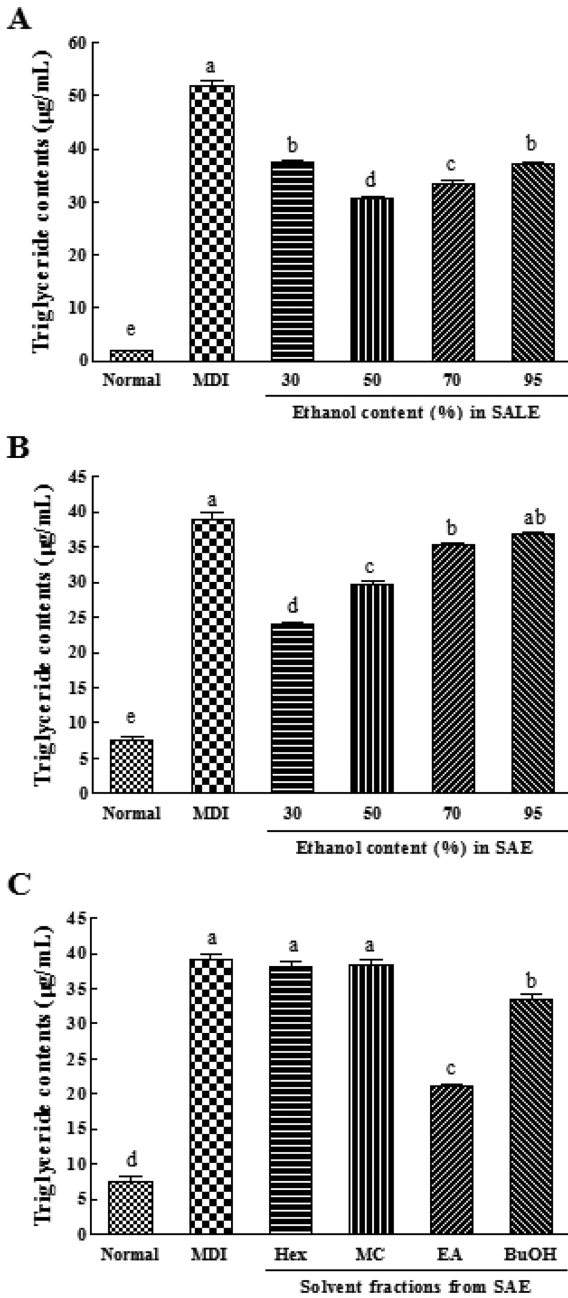 A
Triglyceride contents (μg/mL)
60
50
40
30
20
10
0
a
b
d
c
b
e
Normal MDI 30 50 70 95
Ethanol content (%) in SALE
B
Triglyceride contents (μg/mL)
45
40
35
30
25
20
15
10
5
0
a
ab
b
c
d
e
Normal MDI 30 50 70 95
Ethanol content (%) in SAE
C
Triglyceride contents (μg/mL)
45
40
35
30
25
20
15
10
5
0
a a a
b
c
d
Normal MDI Hex MC EA BuOH
Solvent fractions from SAE